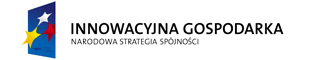 INNOWACYJNA GOSPODARKA
NARODOWA STRATEGIA SPÓJNOŚCI